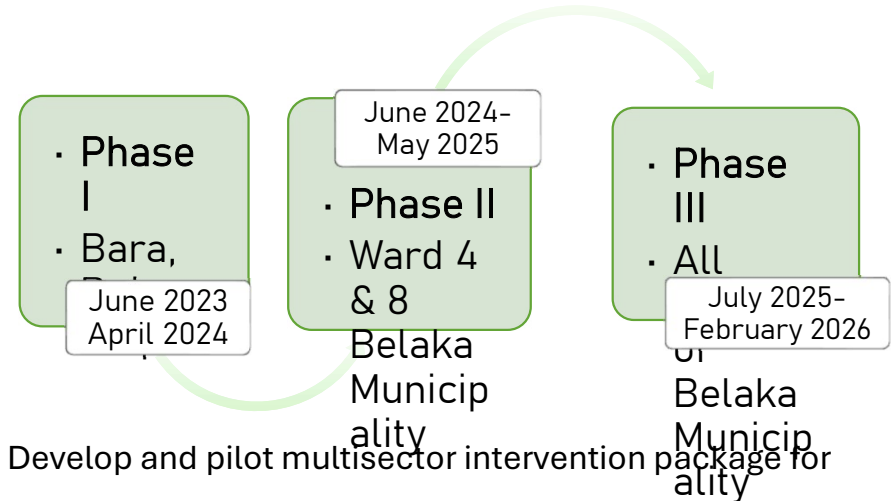 · Phase
I
· Bara,
June 2023
April 2024
June 2024-
May 2025
· Phase II
· Ward 4
& 8
Belaka
Municip
ality
· Phase
III
· All
July 2025-
February 2026
of
Belaka
Municip
ality
Develop and pilot multisector intervention package for